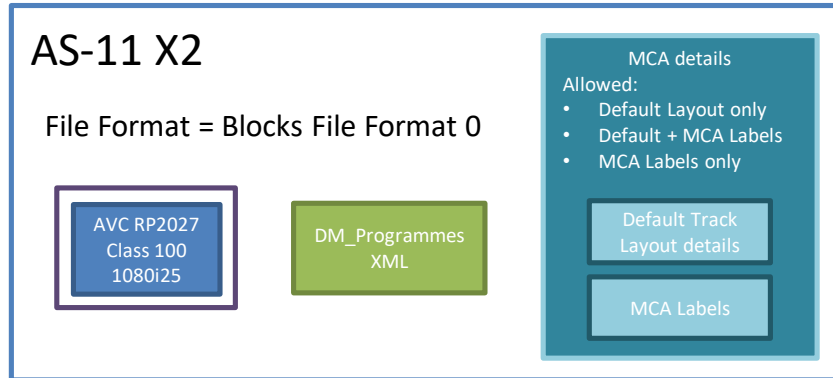 AS-11 X2
File Format = Blocks File Format 0
AVC RP2027
Class 100
1080i25
DM_Programmes
XML
MCA details
Allowed:
• Default Layout only
• Default + MCA Labels
• MCA Labels only
Default Track
Layout details
MCA Labels